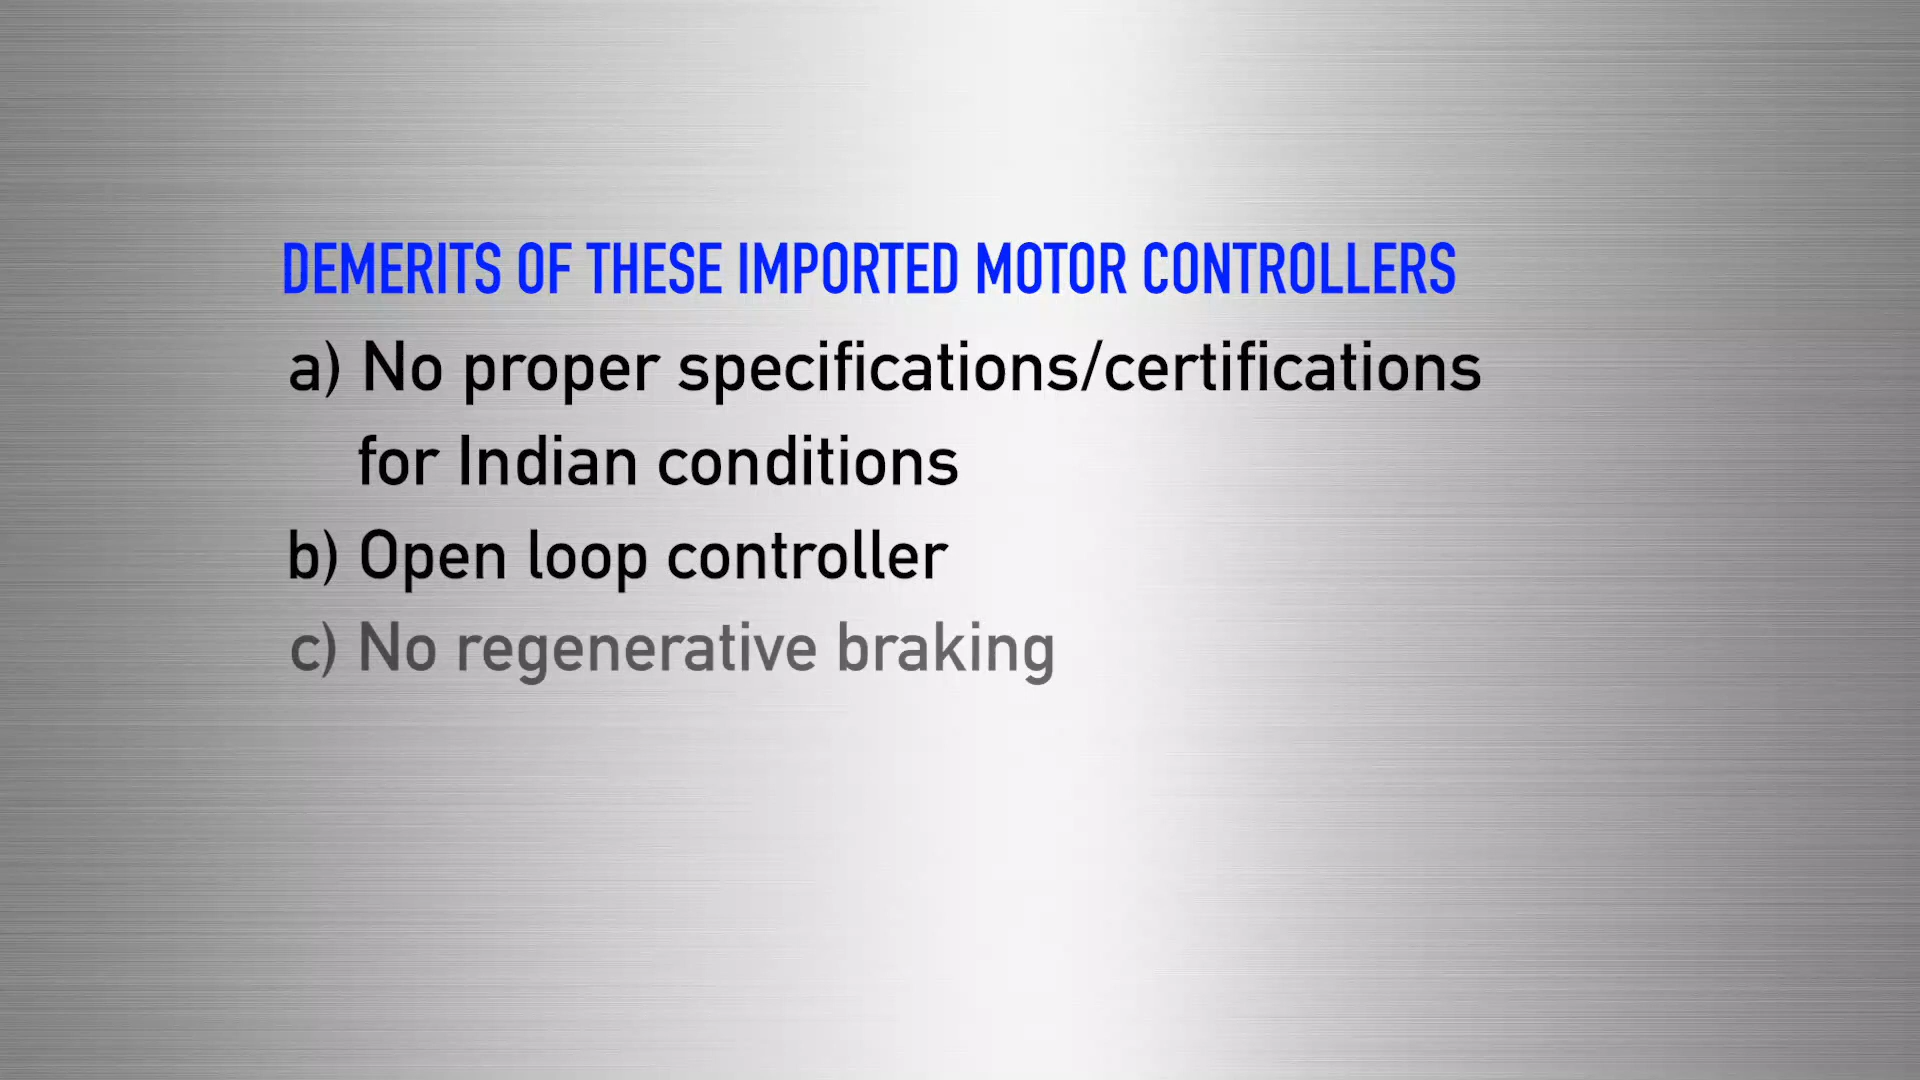 DEMERITS OF THESE IMPORTED MOTOR CONTROLLERS
a) No proper specifications/certifications
for Indian conditions
b) Open loop controller
c) No regenerative braking